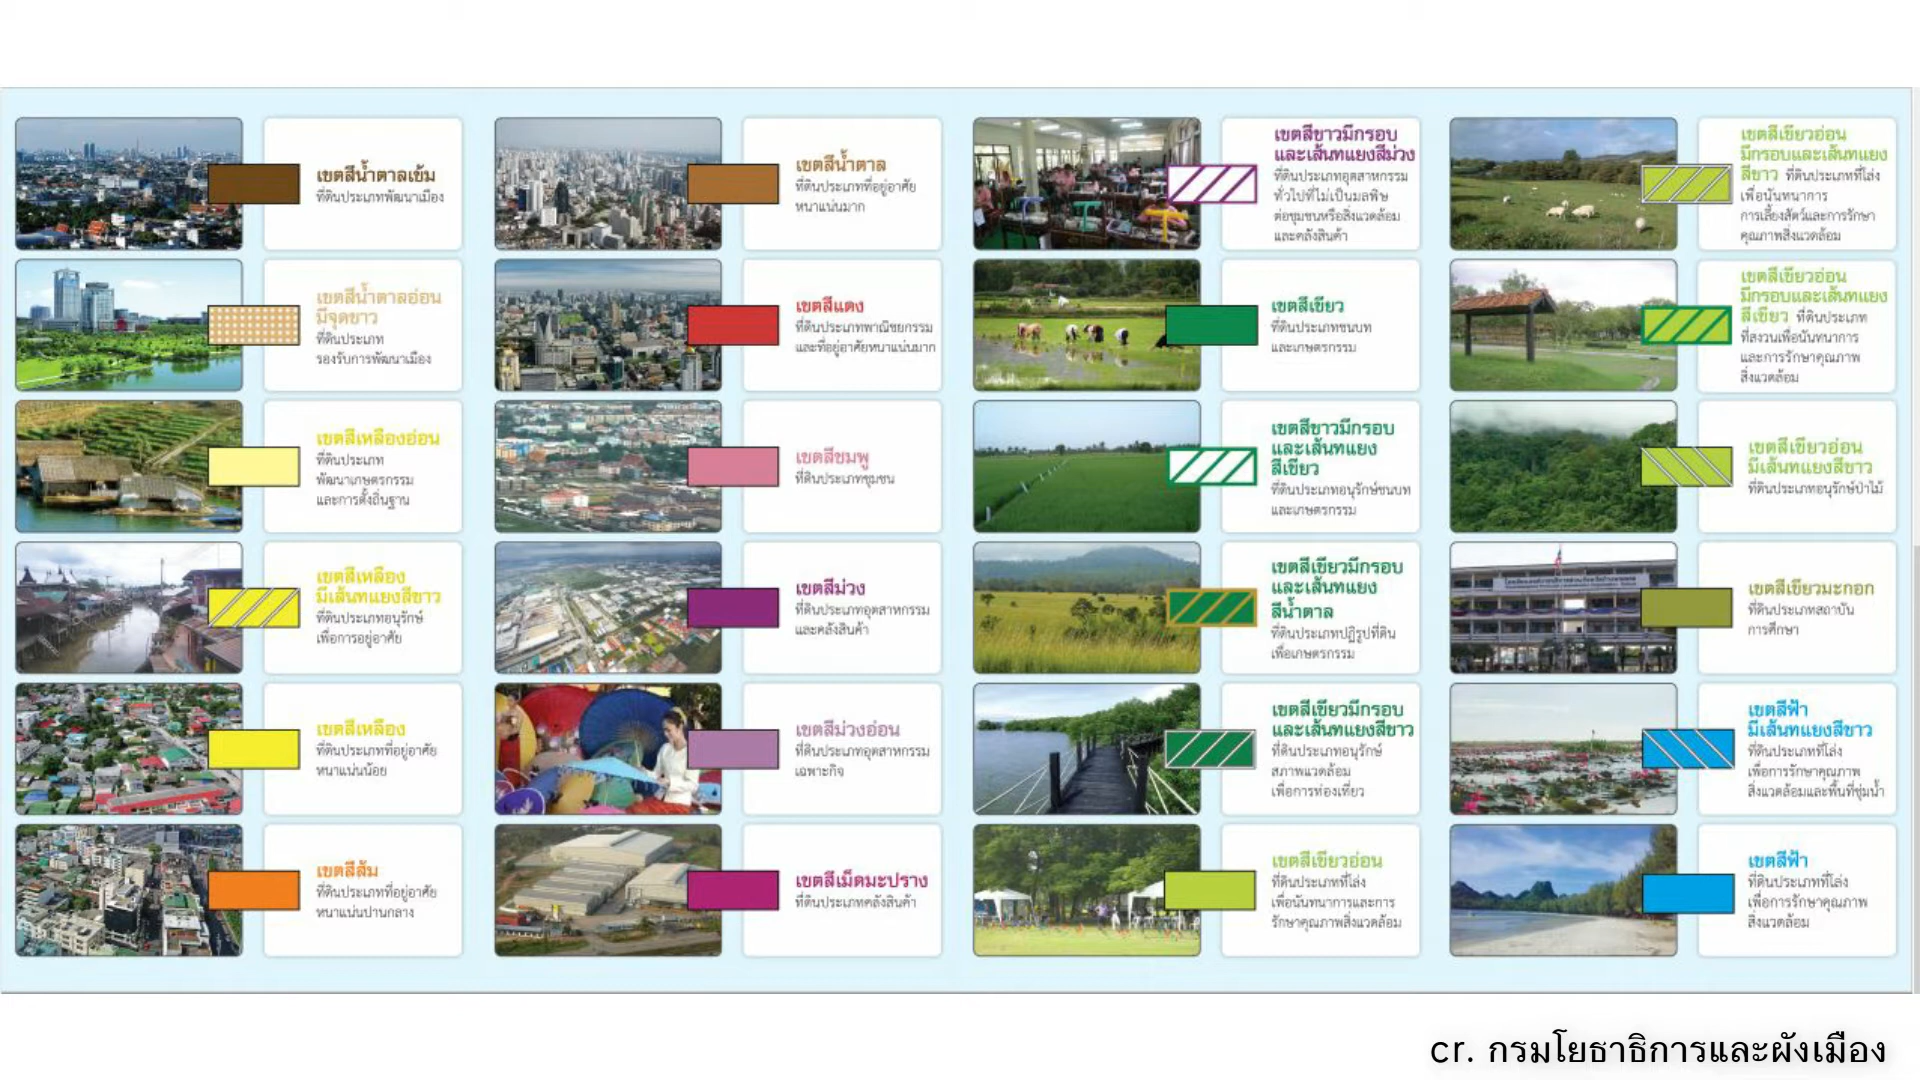 เขตสีน้ำตาลเข้ม
ที่ดินประเภทพัฒนาเมือง
เขตสีน้ำตาลอ่อน
มีจุดขาว
ที่ดินประเภท
รองรับการพัฒนาเมือง
เขตสีเหลืองอ่อน
ที่ดินประเภท
พัฒนาเกษตรกรรม
และการตั้งถิ่นฐาน
เขตสีเหลือง
มีเส้นทแยงสีขาว
ที่ดินประเภทอนุรักษ์
เพื่อการอยู่อาศัย
เขตสีเหลือง
ที่ดินประเภทที่อยู่อาศัย
หนาแน่นน้อย
เขตสีส้ม
ที่ดินประเภทที่อยู่อาศัย
หนาแน่นปานกลาง
เขตสีน้ำตาล
ที่ดินประเภทที่อยู่อาศัย
หนาแน่นมาก
เขตสีแดง
ที่ดินประเภทพาณิชยกรรม
และที่อยู่อาศัยหนาแน่นมาก
เขตสีชมพู
ที่ดินประเภทชุมชน
เขตสีม่วง
ที่ดินประเภทอุตสาหกรรม
และคลังสินค้า
เขตสีม่วงอ่อน
ที่ดินประเภทอุตสาหกรรม
เฉพาะกิจ
เขตสีเม็ดมะปราง
ที่ดินประเภทคลังสินค้า
เขตสีขาวมีกรอบ
และเส้นทแยงสีม่วง
ที่ดินประเภทอุตสาหกรรม
ทั่วไปที่ไม่เป็นมลพิษ
ต่อชุมชนหรือสิ่งแวดล้อม
และคลังสินค้า
เขตสีเขียว
ที่ดินประเภทชนบท
และเกษตรกรรม
เขตสีขาวมีกรอบ
และเส้นทแยง
สีเขียว
ที่ดินประเภทอนุรักษ์ชนบท
และเกษตรกรรม
เขตสีเขียวมีกรอบ
และเส้นทแยง
สีน้ำตาล
ที่ดินประเภทปฏิรูปที่ดิน
เพื่อเกษตรกรรม
เขตสีเขียวมีกรอบ
และเส้นทแยงสีขาว
ที่ดินประเภทอนุรักษ์
สภาพแวดล้อม
เพื่อการท่องเที่ยว
เขตสีเขียวอ่อน
ที่ดินประเภทที่โล่ง
เพื่อนันทนาการและการ
รักษาคุณภาพสิ่งแวดล้อม
เขตสีเขียวอ่อน
มีกรอบและเส้นทแยง
สีขาว ที่ดินประเภทที่โล่ง
เพื่อนันทนาการ
การเลี้ยงสัตว์และการรักษา
คุณภาพสิ่งแวดล้อม
เขตสีเขียวอ่อน
มีกรอบและเส้นทแยง
สีเขียว ที่ดินประเภท
ที่สงวนเพื่อนันทนาการ
และการรักษาคุณภาพ
สิ่งแวดล้อม
เขตสีเขียวอ่อน
มีเส้นทแยงสีขาว
ที่ดินประเภทอนุรักษ์ป่าไม้
เขตสีเขียวมะกอก
ที่ดินประเภทสถาบัน
การศึกษา
เขตสีฟ้า
มีเส้นทแยงสีขาว
ที่ดินประเภทที่โล่ง
เพื่อการรักษาคุณภาพ
สิ่งแวดล้อมและพื้นที่ชุ่มน้ำ
เขตสีฟ้า
ที่ดินประเภทที่โล่ง
เพื่อการรักษาคุณภาพ
สิ่งแวดล้อม
cr. กรมโยธาธิการและผังเมือง